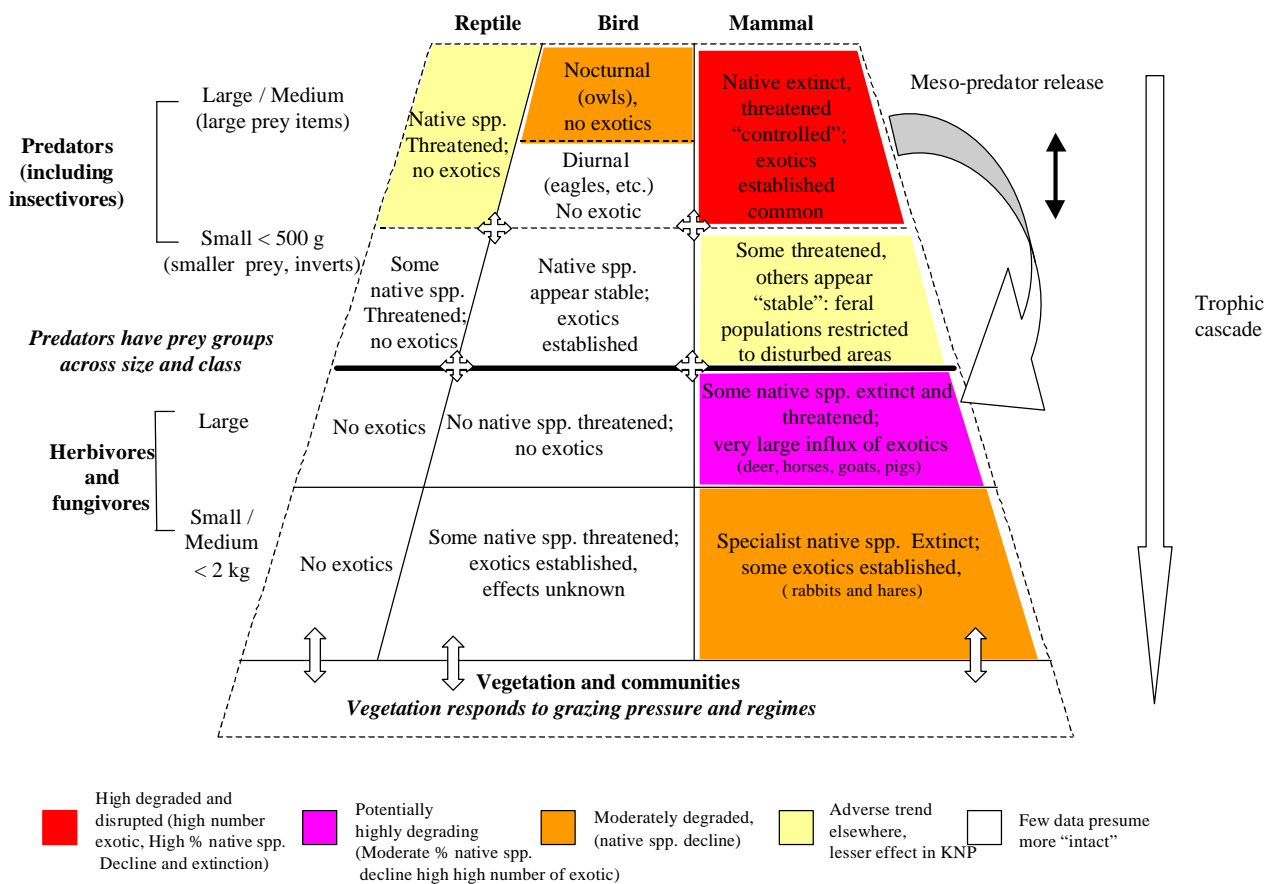 Reptile
Bird
Mammal
Large / Medium
(large prey items)
Predators
(including
insectivores)
Small < 500 g
(smaller prey, inverts)
Predators have prey groups
across size and class
Large
Herbivores
and
fungivores
Small /
Medium
< 2 kg
Native spp.
Threatened;
no exotics
Nocturnal
(owls),
no exotics
Diurnal
(eagles, etc.)
No exotic
Native extinct,
threatened
“controlled”;
exotics
established
common
Some
native spp.
Threatened;
no exotics
Native spp.
appear stable;
exotics
established
Some threatened,
others appear
“stable”: feral
populations restricted
to disturbed areas
No exotics
No native spp. threatened;
no exotics
Some native spp. extinct and
threatened;
very large influx of exotics
(deer, horses, goats, pigs)
No exotics
Some native spp. threatened;
exotics established,
effects unknown
Specialist native spp. Extinct;
some exotics established,
( rabbits and hares)
Vegetation and communities
Vegetation responds to grazing pressure and regimes
Meso-predator release
Trophic
cascade
High degraded and
disrupted (high number
exotic, High % native spp.
Decline and extinction)
Potentially
highly degrading
(Moderate % native spp.
decline high high number of exotic)
Moderately degraded,
(native spp. decline)
Adverse trend
elsewhere,
lesser effect in KNP
Few data presume
more “intact”